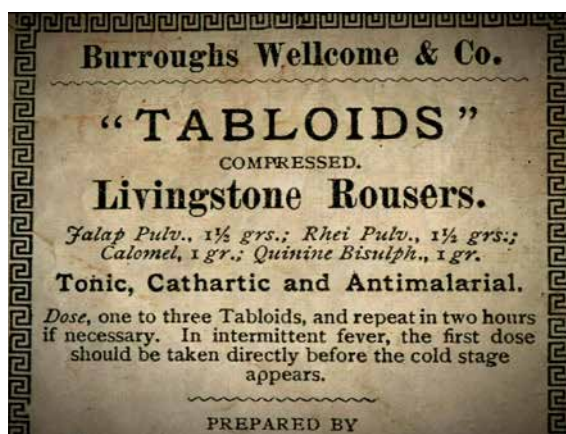 Burroughs Wellcome & Co.
“TABLOIDS”
COMPRESSED.
Livingstone Rousers.
Jalap Pulv., 1½ grs.; Rhei Pulv., 1½ grs.;
Calomel, 1 gr.; Quinine Bisulph., 1 gr.
Tonic, Cathartic and Antimalarial.
Dose, one to three Tabloids, and repeat in two hours
if necessary. In intermittent fever, the first dose
should be taken directly before the cold stage
appears.
PREPARED BY